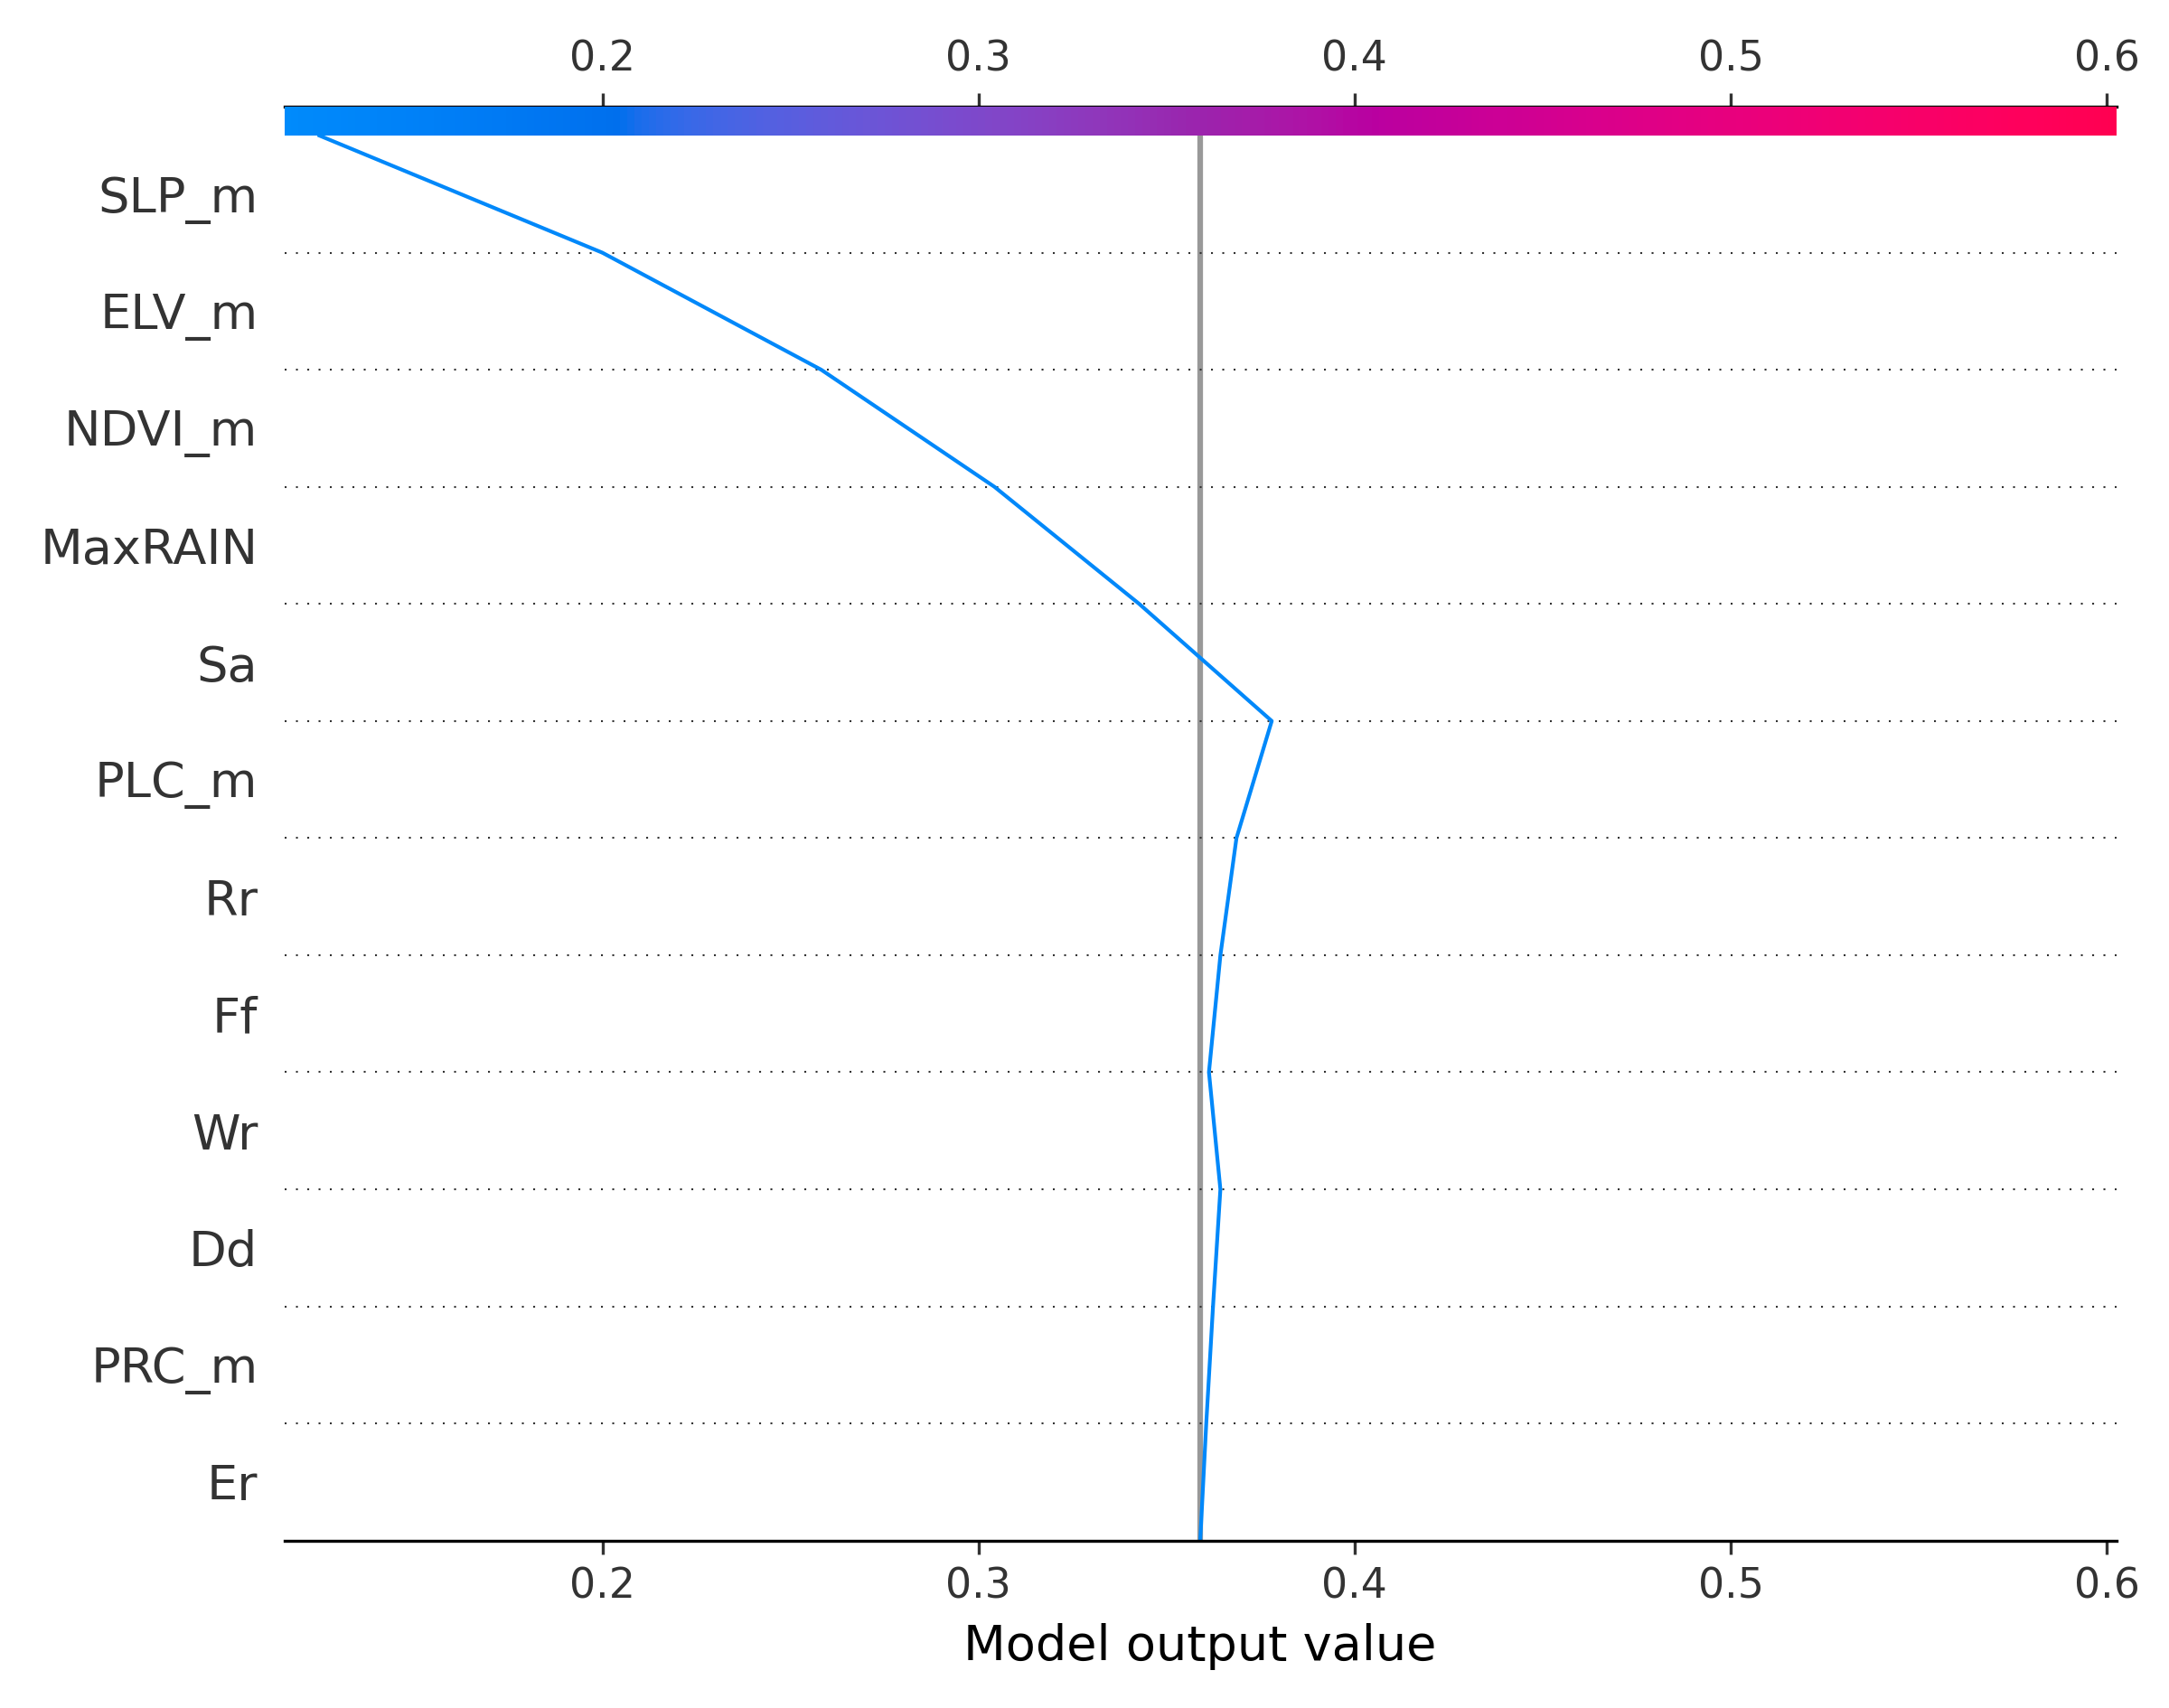 0.2 0.3 0.4 0.5 0.6
SLP_m
ELV_m
NDVI_m
MaxRAIN
Sa
PLC_m
Rr
Ff
Wr
Dd
PRC_m
Er
0.2 0.3 0.4 0.5 0.6
Model output value